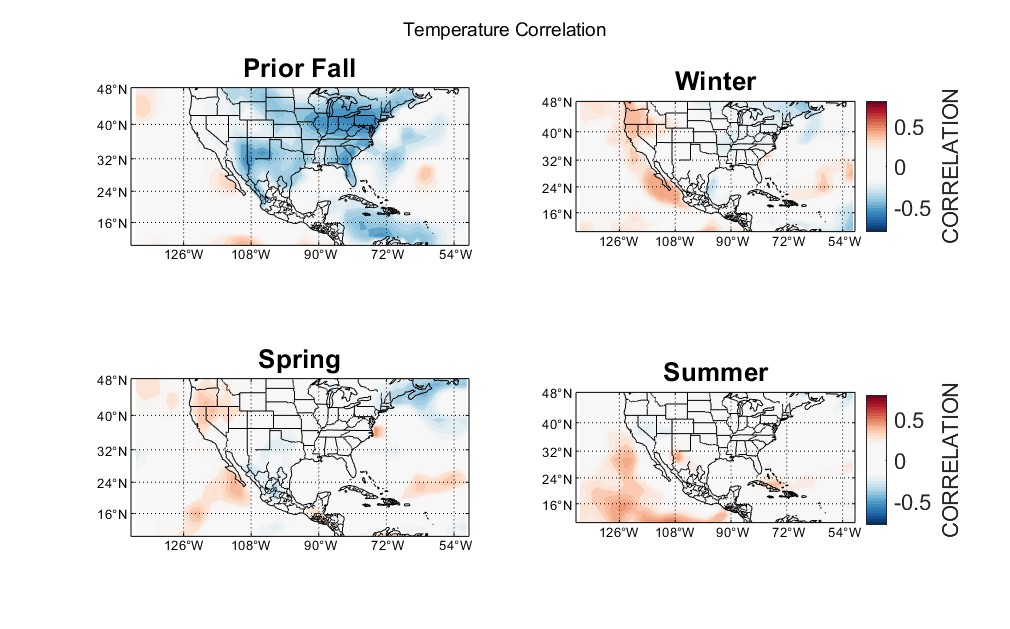 Temperature Correlation
Prior Fall
48°N
40°N
32°N
24°N
16°N
126°W 108°W 90°W 72°W 54°W
Winter
48°N
40°N
32°N
24°N
16°N
126°W 108°W 90°W 72°W 54°W
0.5
0
-0.5
CORRELATION
Spring
48°N
40°N
32°N
24°N
16°N
126°W 108°W 90°W 72°W 54°W
Summer
48°N
40°N
32°N
24°N
16°N
126°W 108°W 90°W 72°W 54°W
0.5
0
-0.5
CORRELATION